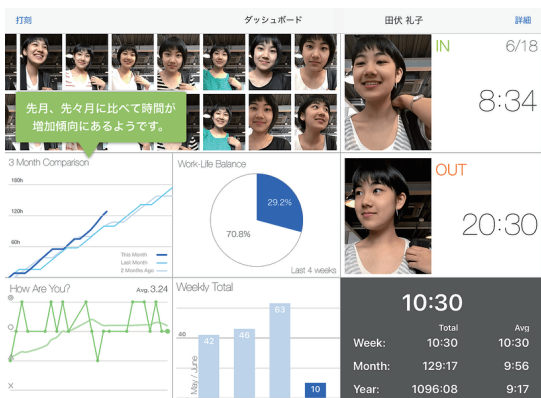 打刻
ダッシュボード
田伏 礼子
詳細
IN
6/18
8:34
先月、先々月に比べて時間が
増加傾向にあるようです。
3 Month Comparison
180h
120h
60h
This Month
Last Month
2 Months Ago
Work-Life Balance
29.2%
70.8%
Last 4 weeks
OUT
20:30
How Are You?
Avg. 3.24
Weekly Total
May / June
42
46
63
10
10:30
Total
Avg
Week:
10:30
10:30
Month:
129:17
9:56
Year:
1096:08
9:17